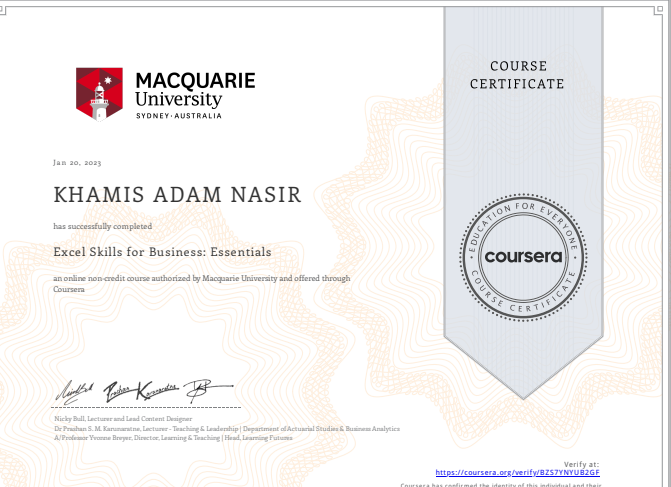 MACQUARIE
University
SYDNEY·AUSTRALIA
COURSE
CERTIFICATE
Jan 20, 2023
KHAMIS ADAM NASIR
has successfully completed
Excel Skills for Business: Essentials
an online non-credit course authorized by Macquarie University and offered through
Coursera
EDUCATION FOR EVERYONE
coursera
COURSE CERTIFICATE
Nicky Bull, Lecturer and Lead Content Designer
Dr Prashan S. M. Karunaratne, Lecturer - Teaching & Leadership | Department of Actuarial Studies & Business Analytics
A/Professor Yvonne Breyer, Director, Learning & Teaching | Head, Learning Futures
Verify at:
https://coursera.org/verify/BZS7YNYUB2GF
Coursera has confirmed the identity of this individual and their